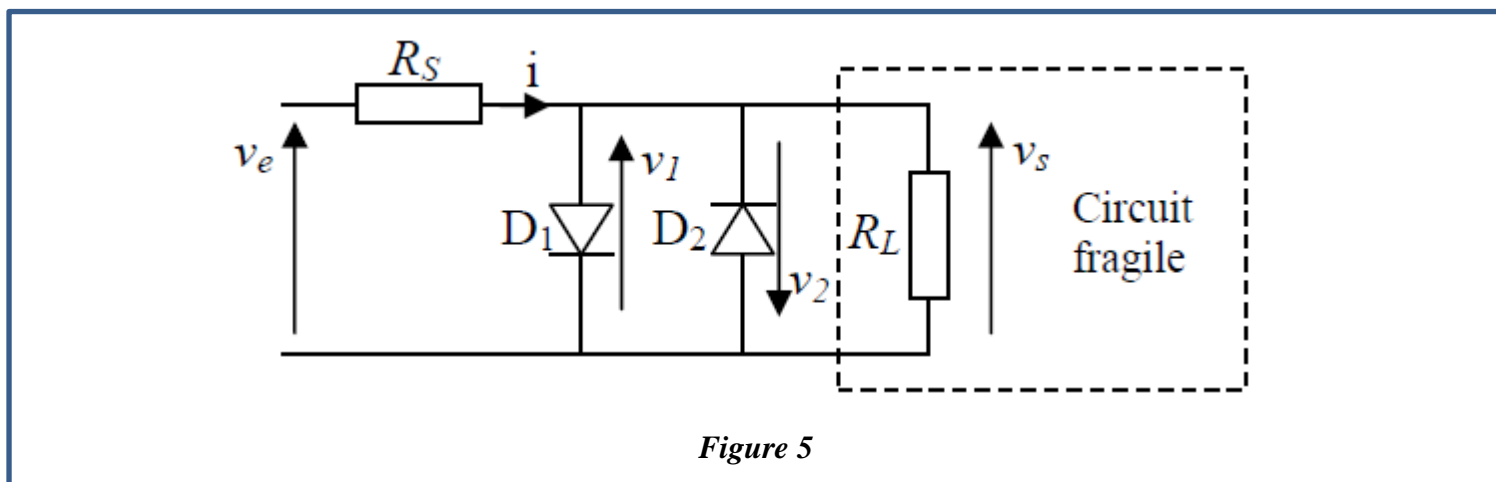 R_S
i
v_e
v_1
D_1
D_2
v_2
R_L
v_s
Circuit
fragile
Figure 5